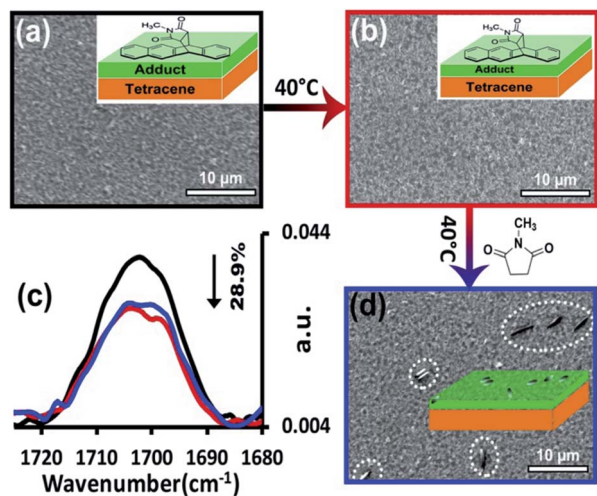 (a)
N
H₃C
O
O
Adduct
Tetracene
10 µm
40°C
(b)
N
H₃C
O
O
Adduct
Tetracene
10 µm
40°C
CH₃
N
O
O
(c)
28.9%
0.044
a.u.
0.004
1720 1710 1700 1690 1680
Wavenumber(cm⁻¹)
(d)
10 µm